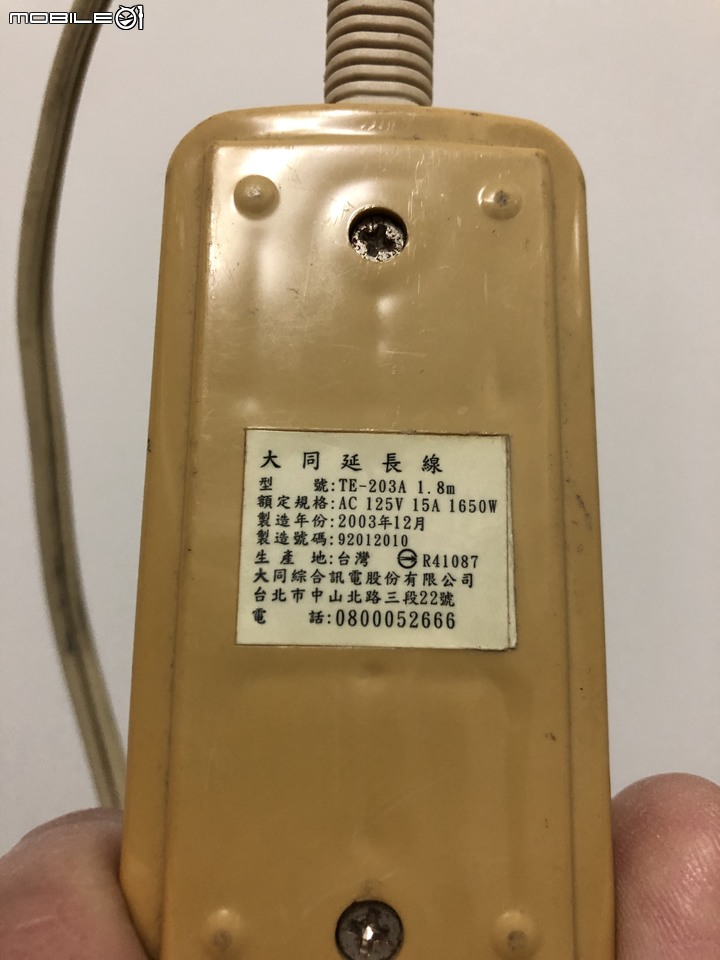 MOBILE01
大同延長線
型 號:TE-203A 1.8m
額定規格:AC 125V 15A 1650W
製造年份:2003年12月
製造號碼:92012010
生產地:台灣 R41087
大同綜合訊電股份有限公司
台北市中山北路三段22號
電 話:0800052666